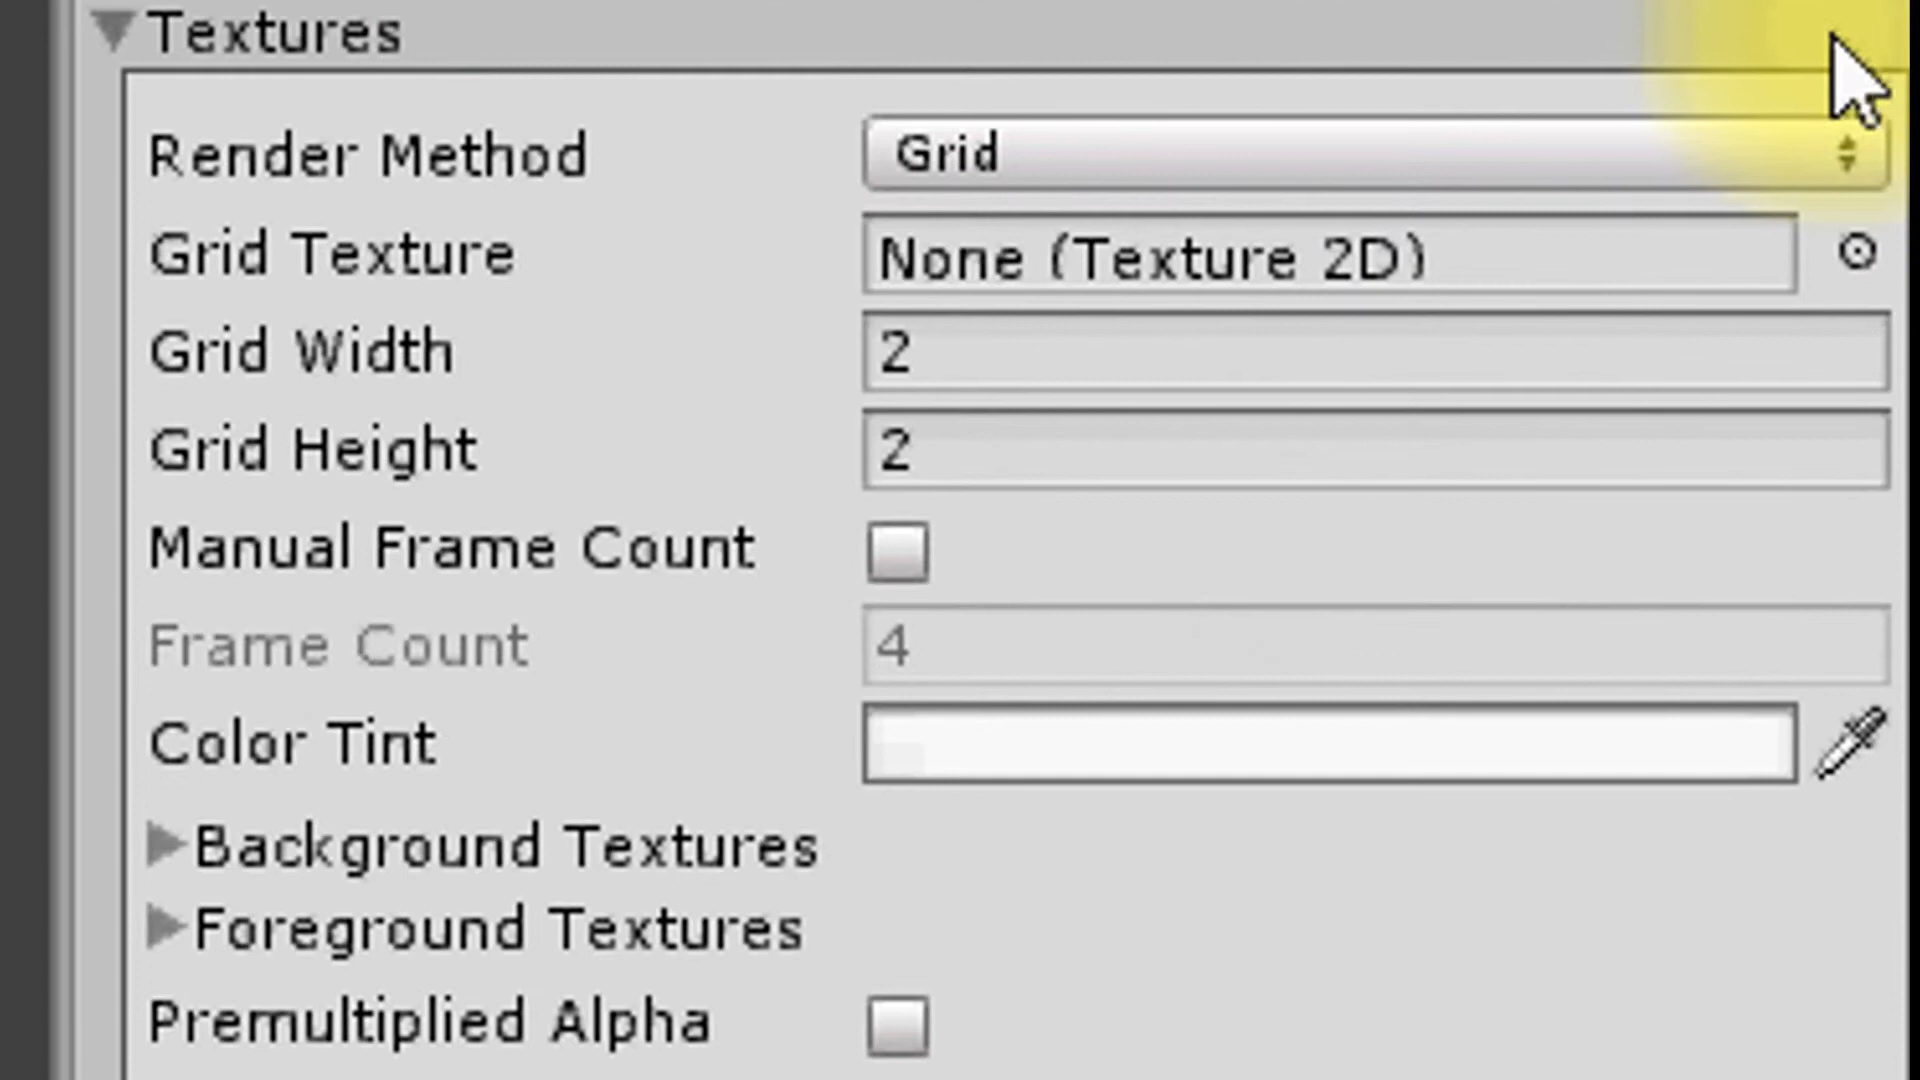 Textures
Render Method Grid
Grid Texture None (Texture 2D)
Grid Width 2
Grid Height 2
Manual Frame Count
Frame Count 4
Color Tint
Background Textures
Foreground Textures
Premultiplied Alpha